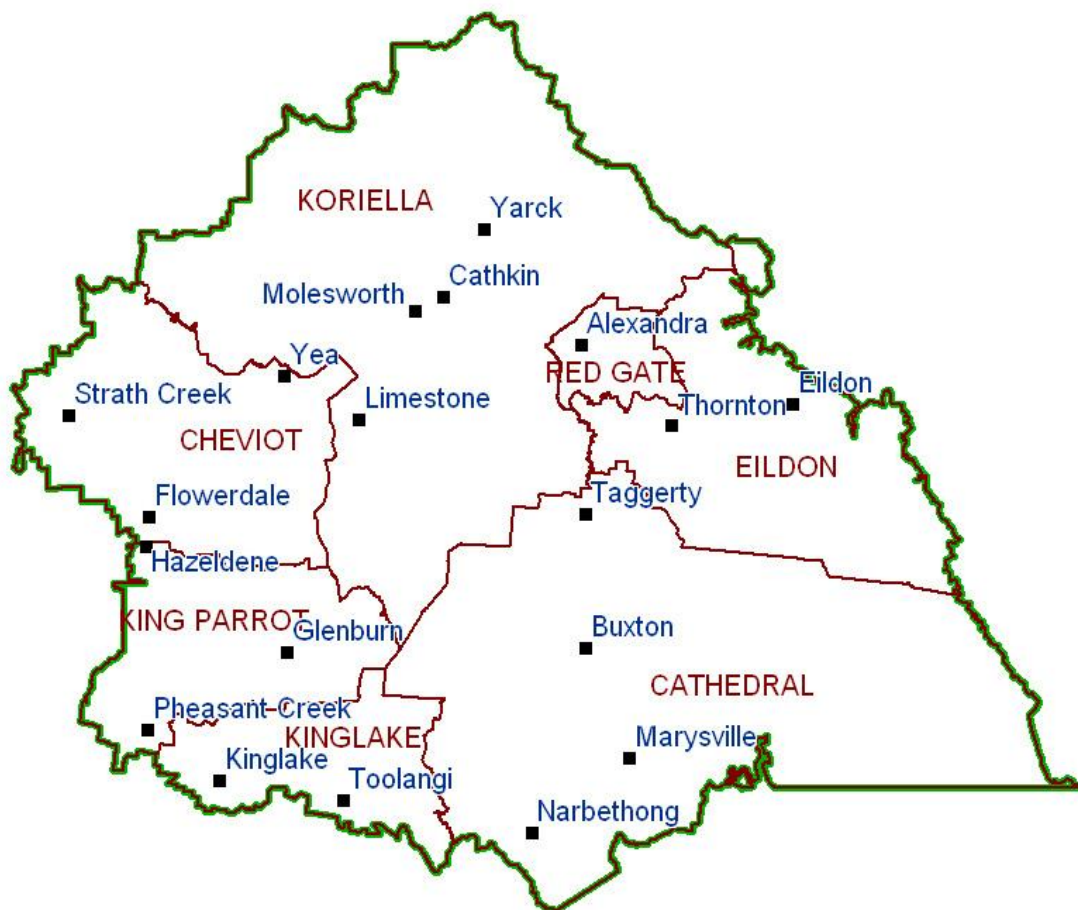 KORIELLA
Yarck
Cathkin
Molesworth
Alexandra
Yea
RED GATE
Eildon
Strath Creek
Limestone
Thornton
CHEVIOT
EILDON
Flowerdale
Taggerty
Hazeldene
KING PARROT
Glenburn
Buxton
CATHEDRAL
Pheasant Creek
KINGLAKE
Marysville
Kinglake
Toolangi
Narbethong